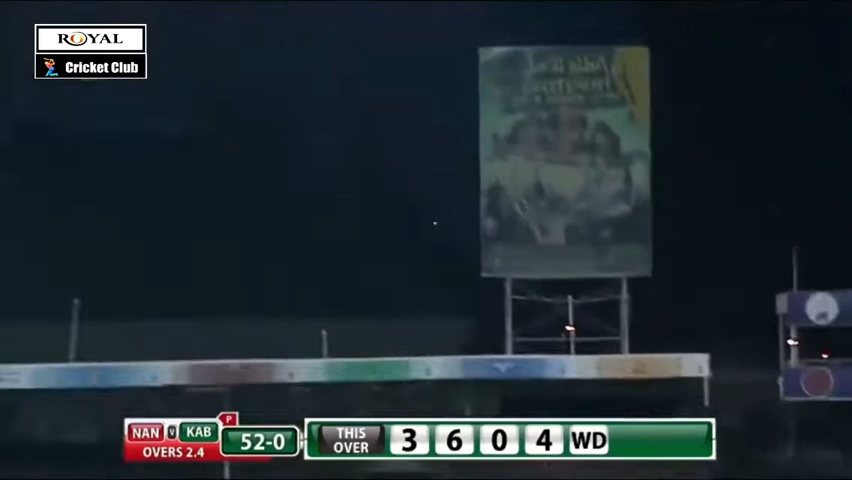 ROYAL
Cricket Club
NAN V KAB P
OVERS 2.4
52-0
THIS OVER
3 6 0 4 WD